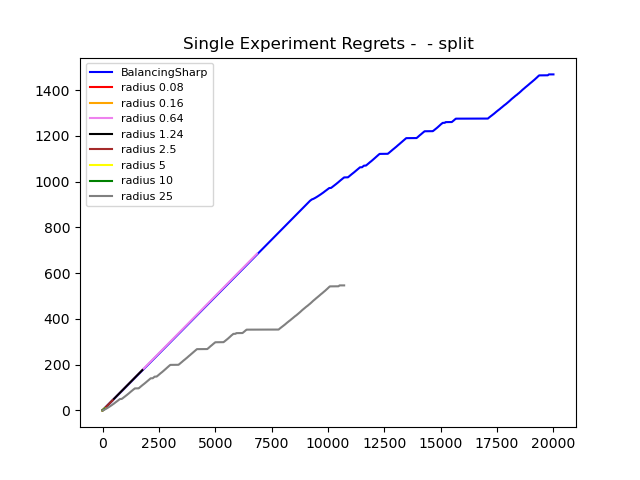 Single Experiment Regrets -  - split
BalancingSharp
radius 0.08
radius 0.16
radius 0.64
radius 1.24
radius 2.5
radius 5
radius 10
radius 25
1400
1200
1000
800
600
400
200
0
0 2500 5000 7500 10000 12500 15000 17500 20000